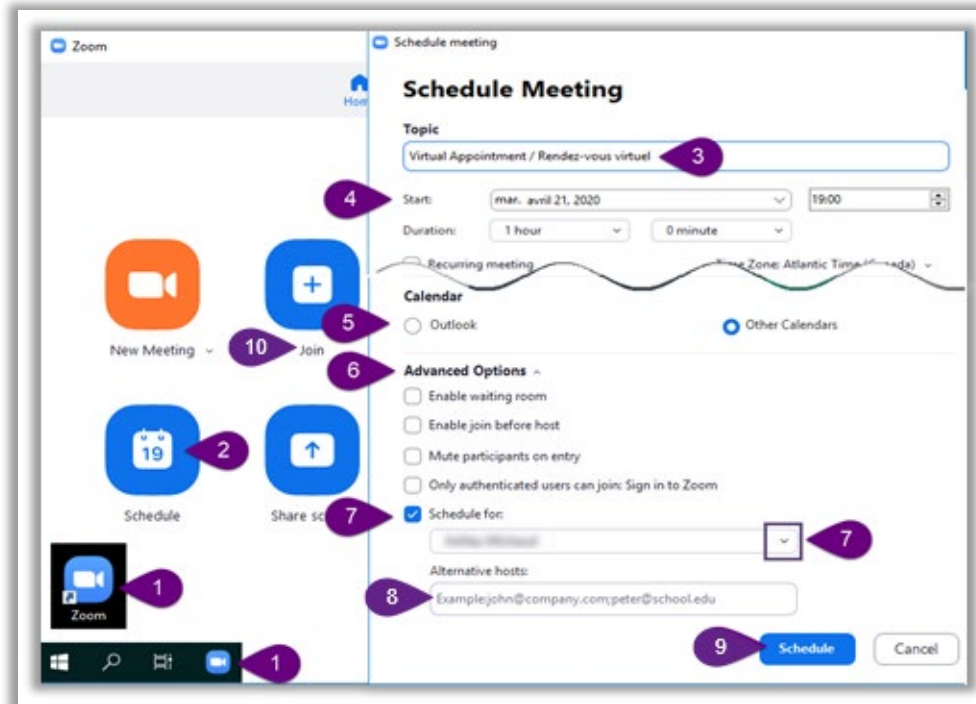 Zoom
Schedule meeting
Schedule Meeting
Topic
Virtual Appointment / Rendez-vous virtuel
3
4
Start:
mar. avril 21, 2020
19:00
Duration:
1 hour
0 minute
Recurring meeting
Time Zone: Atlantic Time (Canada)
Calendar
5
Outlook
Other Calendars
6
Advanced Options
Enable waiting room
Enable join before host
Mute participants on entry
Only authenticated users can join: Sign in to Zoom
7
Schedule for:
7
Alternative hosts:
8
Example:john@company.com;peter@school.edu
9
Schedule
Cancel
New Meeting
10
Join
19
2
Schedule
Share
Zoom
1
1